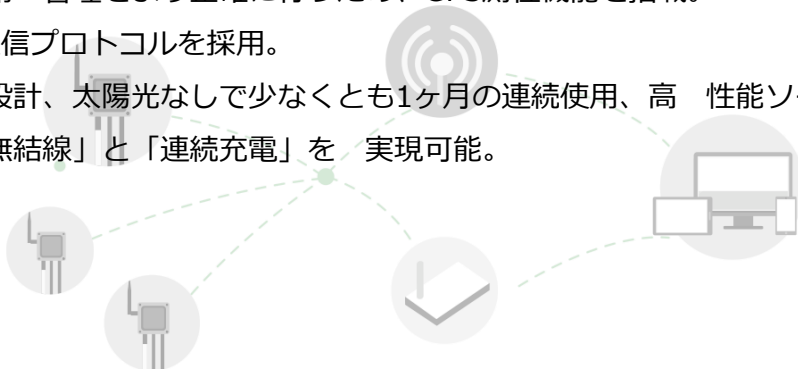 信プロトコルを採用。
設計、太陽光なしで少なくとも1ヶ月の連続使用、高 性能ソ
無結線」と「連続充電」を 実現可能。